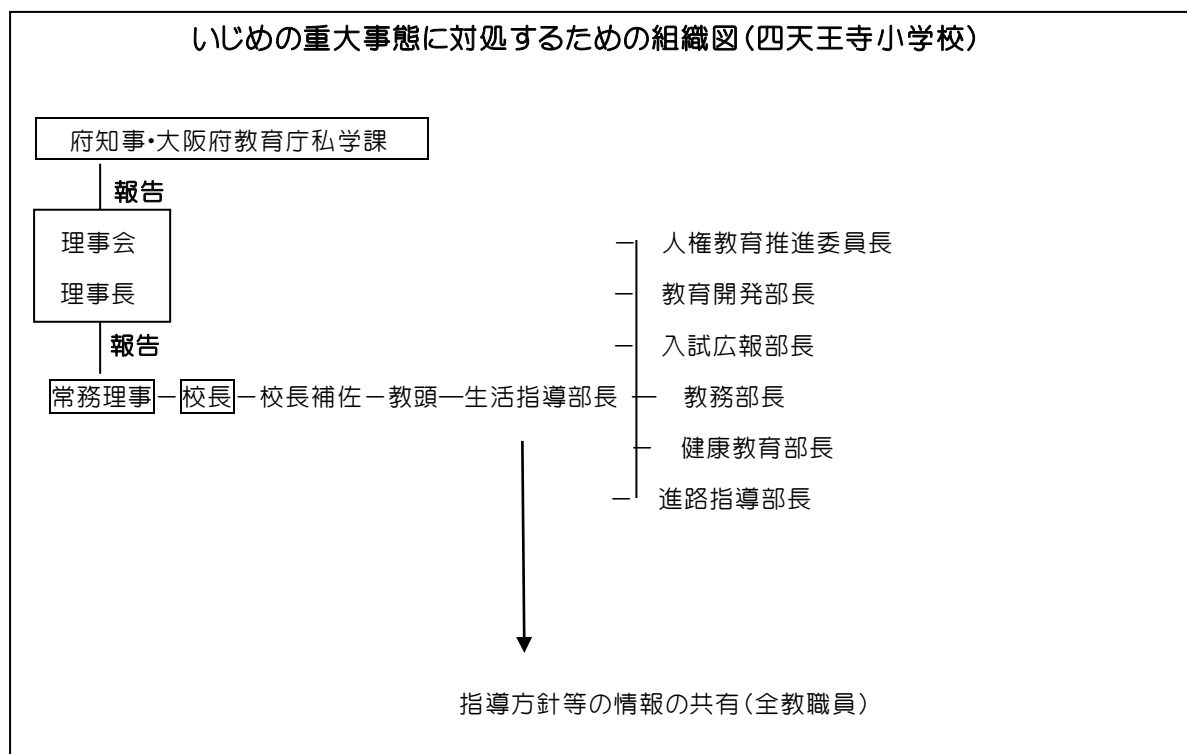 いじめの重大事態に対処するための組織図(四天王寺小学校)
府知事・大阪府教育庁私学課
報告
理事会
理事長
報告
人権教育推進委員長
教育開発部長
入試広報部長
常務理事－校長－校長補佐－教頭―生活指導部長 ― 教務部長
健康教育部長
進路指導部長
指導方針等の情報の共有(全教職員)